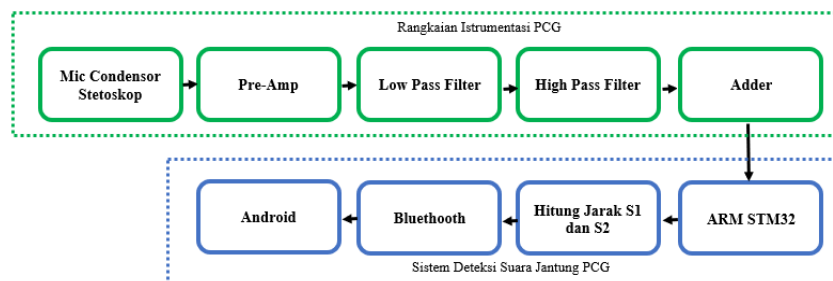 Rangkaian Istrumentasi PCG
Mic Condensor
Stetoskop
Pre-Amp
Low Pass Filter
High Pass Filter
Adder
Android
Bluethooth
Hitung Jarak S1
dan S2
ARM STM32
Sistem Deteksi Suara Jantung PCG